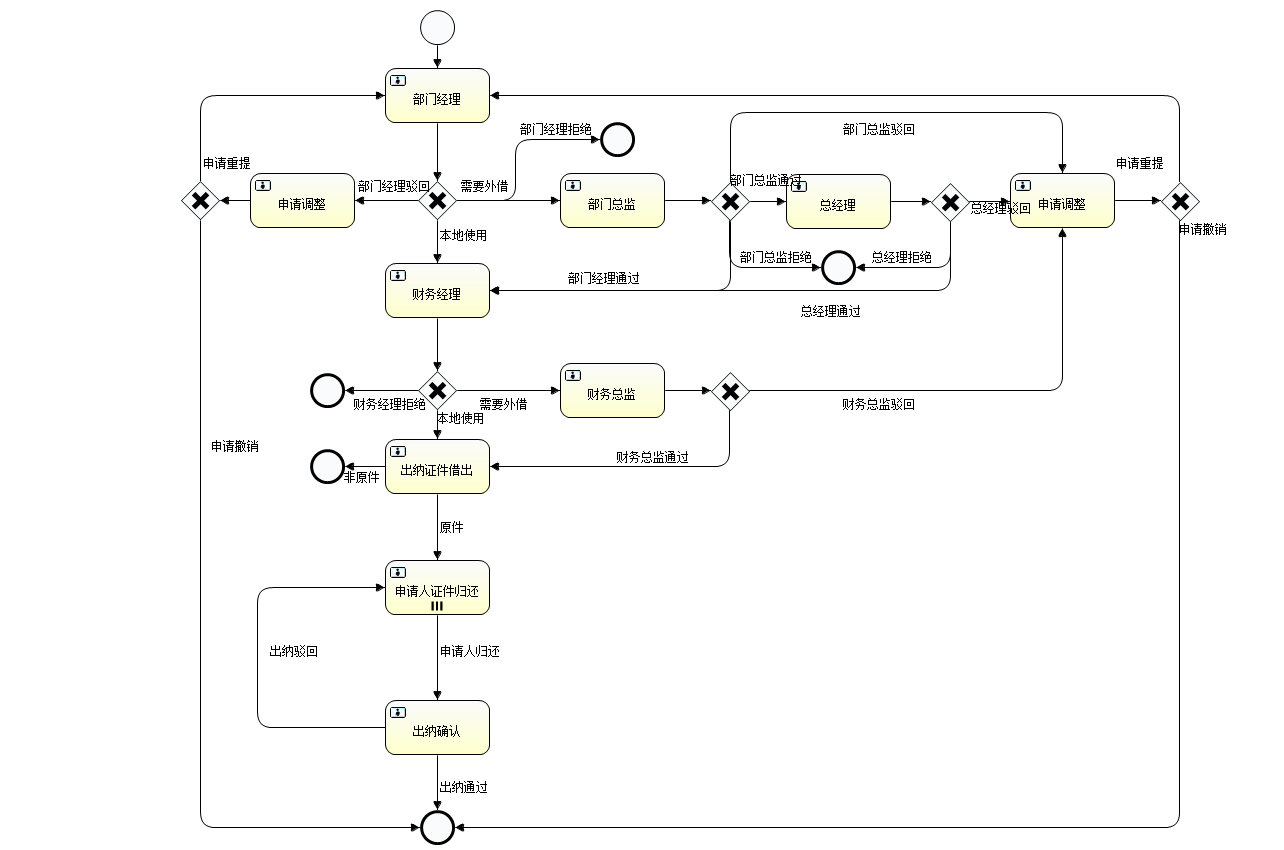 部门经理
部门经理拒绝
部门总监驳回
申请重提
申请重提
部门经理驳回
需要外借
部门总监通过
申请调整
部门总监
总经理
总经理驳回
申请调整
申请撤销
本地使用
部门总监拒绝
总经理拒绝
部门经理通过
财务经理
总经理通过
财务总监
财务经理拒绝
需要外借
财务总监驳回
本地使用
申请撤销
财务总监通过
出纳证件借出
非原件
原件
申请人证件归还
出纳驳回
申请人归还
出纳确认
出纳通过